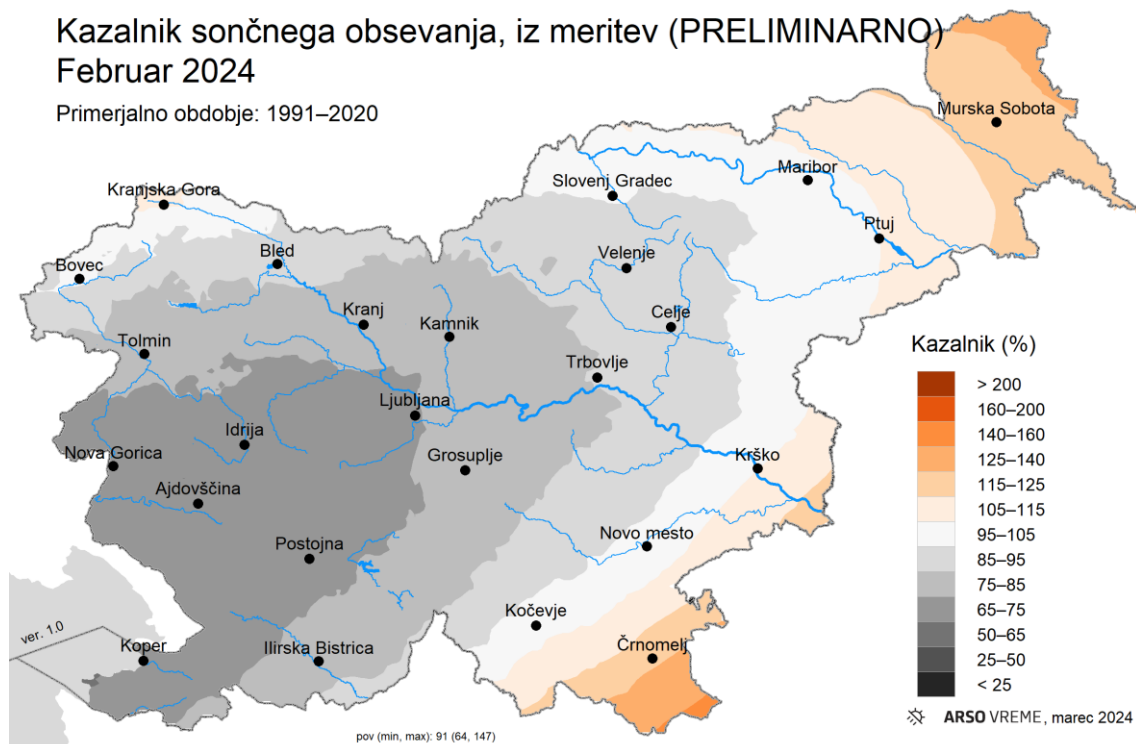 Kazalnik sončnega obsevanja, iz meritev (PRELIMINARNO)
Februar 2024
Primerjalno obdobje: 1991–2020
Murska Sobota
Maribor
Slovenj Gradec
Kranjska Gora
Ptuj
Bled
Velenje
Bovec
Kranj
Kamnik
Celje
Tolmin
Trbovlje
Ljubljana
Idrija
Nova Gorica
Grosuplje
Krško
Ajdovščina
Novo mesto
Postojna
Kočevje
Koper
Ilirska Bistrica
Črnomelj
ver. 1.0
Kazalnik (%)
> 200
160–200
140–160
125–140
115–125
105–115
95–105
85–95
75–85
65–75
50–65
25–50
< 25
ARSO VREME, marec 2024
pov (min, max): 91 (64, 147)